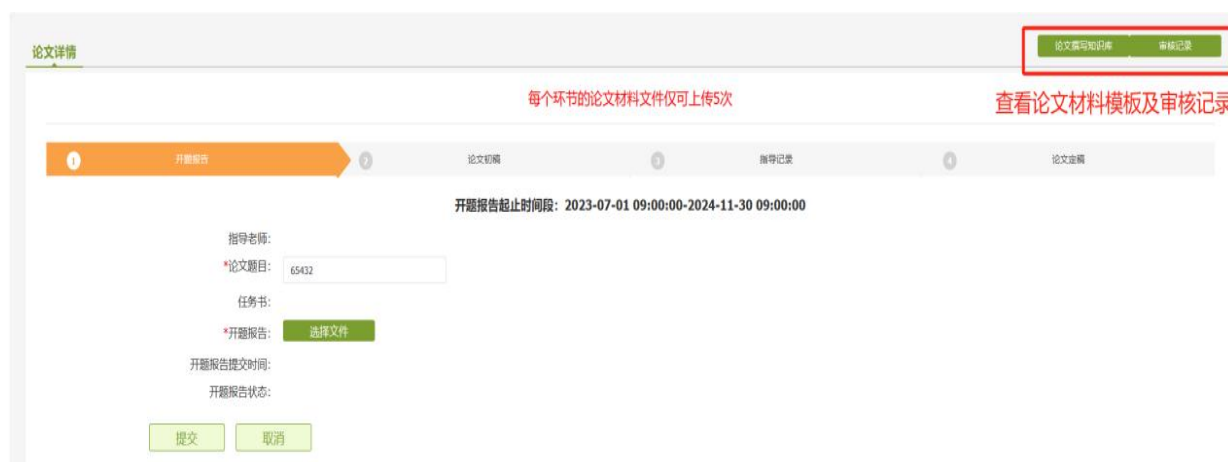 论文详情
论文撰写知识库 审核记录
每个环节的论文材料文件仅可上传5次
查看论文材料模板及审核记录
1 开题报告 2 论文初稿 3 指导记录 4 论文定稿
开题报告起止时间段：2023-07-01 09:00:00-2024-11-30 09:00:00
指导老师:
*论文题目: 65432
任务书:
*开题报告: 选择文件
开题报告提交时间:
开题报告状态:
提交 取消